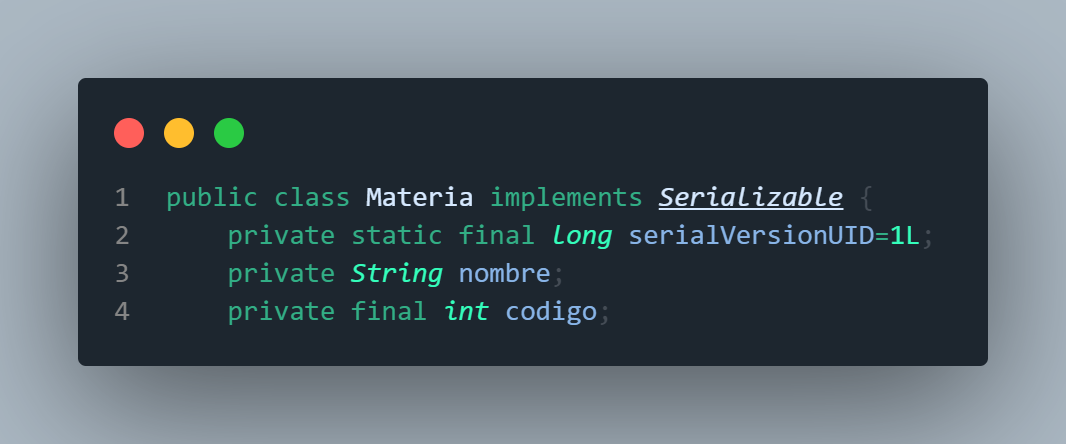 1 public class Materia implements Serializable {
2 private static final long serialVersionUID=1L;
3 private String nombre;
4 private final int codigo;